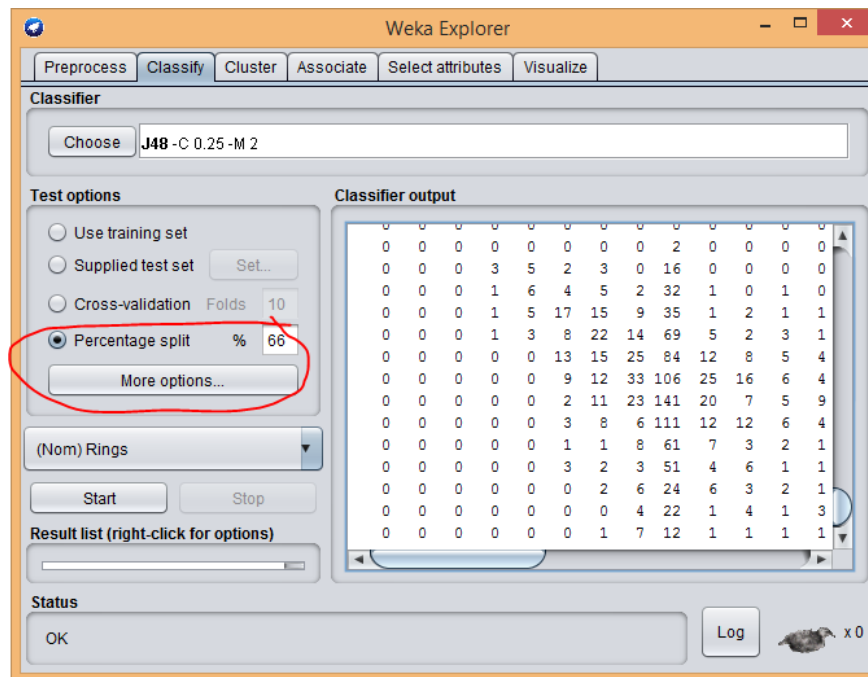 Weka Explorer
Preprocess Classify Cluster Associate Select attributes Visualize
Classifier
Choose J48 -C 0.25 -M 2
Test options
Use training set
Supplied test set Set...
Cross-validation Folds 10
Percentage split % 66
More options...
(Nom) Rings
Start Stop
Result list (right-click for options)
Classifier output
0 0 0 0 0 0 0 0 2 0 0 0 0
0 0 0 3 5 2 3 0 16 0 0 0 0
0 0 0 1 6 4 5 2 32 1 0 1 0
0 0 0 1 5 17 15 9 35 1 2 1 1
0 0 0 1 3 8 22 14 69 5 2 3 1
0 0 0 0 0 13 15 25 84 12 8 5 4
0 0 0 0 0 9 12 33 106 25 16 6 4
0 0 0 0 0 2 11 23 141 20 7 5 9
0 0 0 0 0 3 8 6 111 12 12 6 4
0 0 0 0 0 1 1 8 61 7 3 2 1
0 0 0 0 0 3 2 3 51 4 6 1 1
0 0 0 0 0 0 2 6 24 6 3 2 1
0 0 0 0 0 0 0 4 22 1 4 1 3
0 0 0 0 0 0 1 7 12 1 1 1 1
Status
OK
Log
x 0